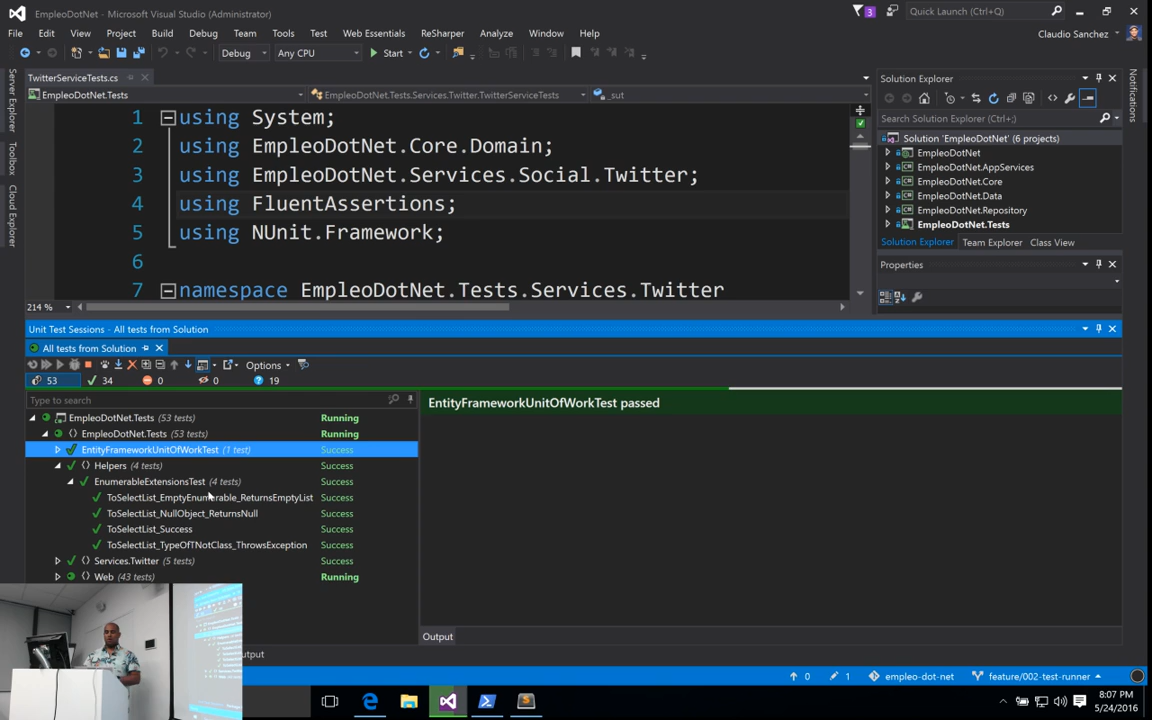 EmpleoDotNet - Microsoft Visual Studio (Administrator)
3
Quick Launch (Ctrl+Q)
File Edit View Project Build Debug Team Tools Test Web Essentials ReSharper Analyze Window Help
Claudio Sanchez
Debug Any CPU Start
Server Explorer
Toolbox
Cloud Explorer
TwitterServiceTests.cs
EmpleoDotNet.Tests EmpleoDotNet.Tests.Services.Twitter.TwitterServiceTests _sut
1 using System;
2 using EmpleoDotNet.Core.Domain;
3 using EmpleoDotNet.Services.Social.Twitter;
4 using FluentAssertions;
5 using NUnit.Framework;
6
7 namespace EmpleoDotNet.Tests.Services.Twitter
214 %
Solution Explorer
Search Solution Explorer (Ctrl+;)
Solution 'EmpleoDotNet' (6 projects)
EmpleoDotNet
EmpleoDotNet.AppServices
EmpleoDotNet.Core
EmpleoDotNet.Data
EmpleoDotNet.Repository
EmpleoDotNet.Tests
Solution Explorer Team Explorer Class View
Properties
Notifications
Unit Test Sessions - All tests from Solution
All tests from Solution
Options
53 34 0 0 19
Type to search
EmpleoDotNet.Tests (53 tests) Running
EmpleoDotNet.Tests (53 tests) Running
EntityFrameworkUnitOfWorkTest (1 test) Success
Helpers (4 tests) Success
EnumerableExtensionsTest (4 tests) Success
ToSelectList_EmptyEnumerable_ReturnsEmptyList Success
ToSelectList_NullObject_ReturnsNull Success
ToSelectList_Success Success
ToSelectList_TypeOfTNotClass_ThrowsException Success
Services.Twitter (5 tests) Success
Web (43 tests) Running
EntityFrameworkUnitOfWorkTest passed
Output
utput
0 1 empleo-dot-net feature/002-test-runner
8:07 PM
5/24/2016